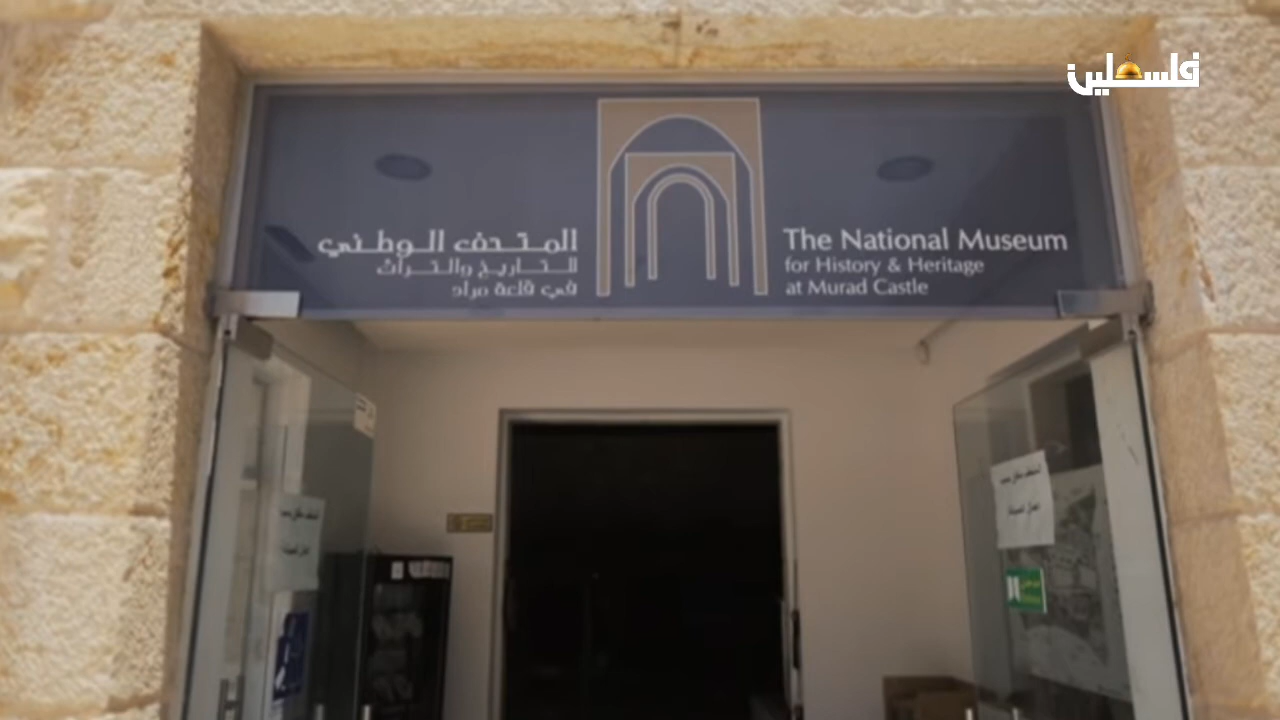 فلسطين
المتحف الوطني
للتاريخ والتراث
في قلعة مراد
The National Museum
for History & Heritage
at Murad Castle